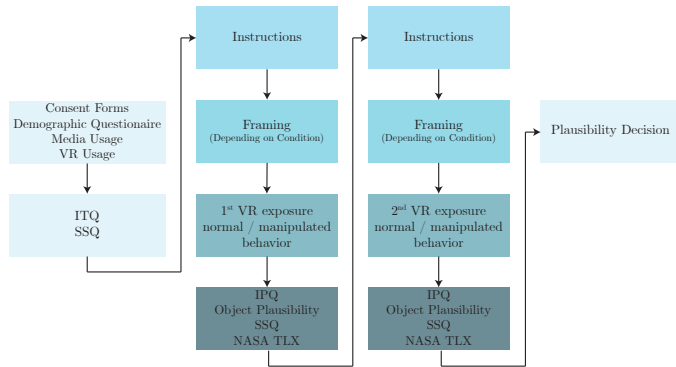 Consent Forms
Demographic Questionaire
Media Usage
VR Usage
ITQ
SSQ
Instructions
Framing
(Depending on Condition)
1st VR exposure
normal / manipulated
behavior
IPQ
Object Plausibility
SSQ
NASA TLX
Instructions
Framing
(Depending on Condition)
2nd VR exposure
normal / manipulated
behavior
IPQ
Object Plausibility
SSQ
NASA TLX
Plausibility Decision